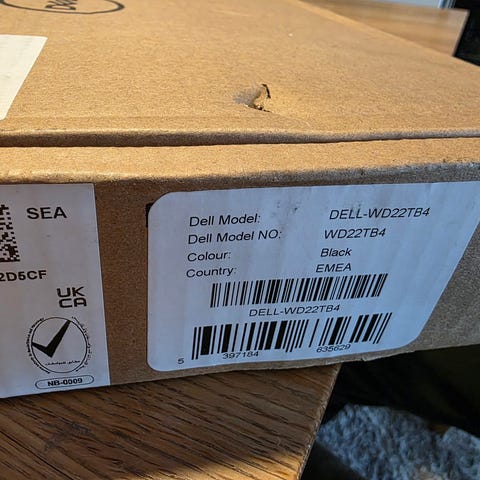 DELL
SEA
2D5CF
UK
CA
NB-0009
Dell Model: DELL-WD22TB4
Dell Model NO: WD22TB4
Colour: Black
Country: EMEA
DELL-WD22TB4
5 397184 635629